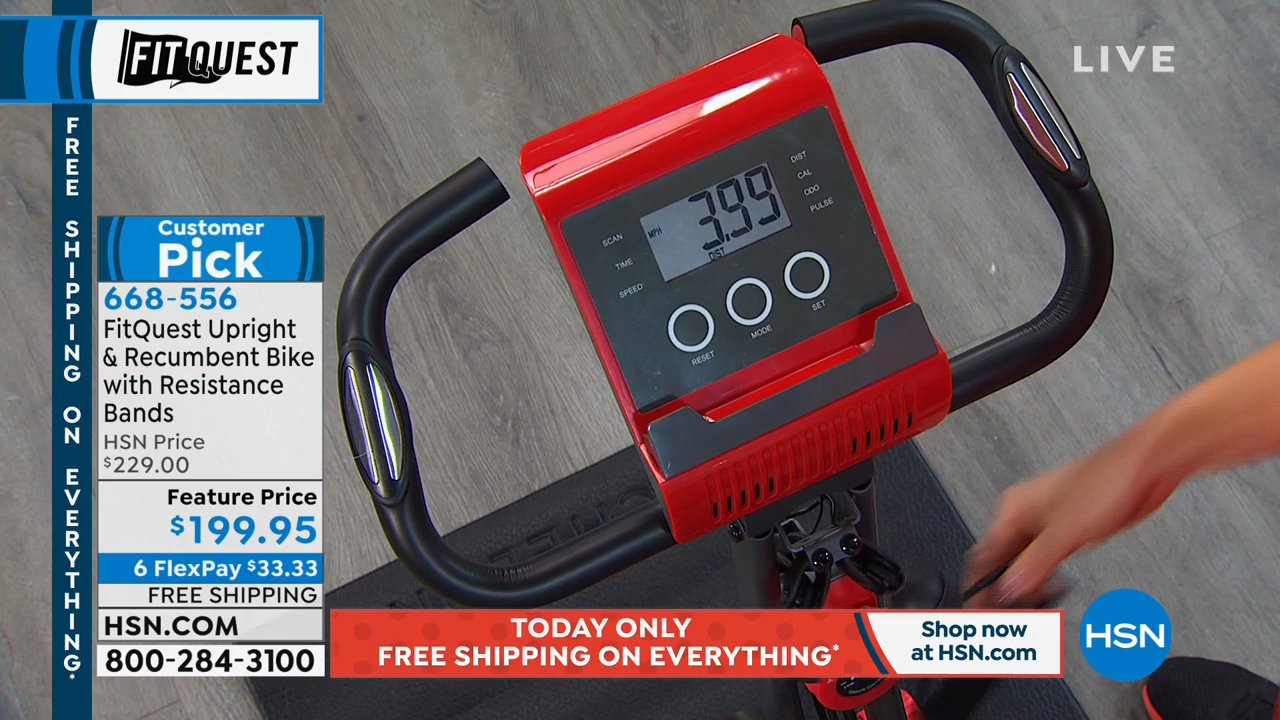 FITQUEST
LIVE
FREE SHIPPING ON EVERYTHING*
Customer
Pick
668-556
FitQuest Upright
& Recumbent Bike
with Resistance
Bands
HSN Price
$229.00
Feature Price
$199.95
6 FlexPay $33.33
FREE SHIPPING
HSN.COM
800-284-3100
SCAN
TIME
SPEED
MPH
3.99
DIST
DIST
CAL
ODO
PULSE
RESET
MODE
SET
TODAY ONLY
FREE SHIPPING ON EVERYTHING*
Shop now
at HSN.com
HSN